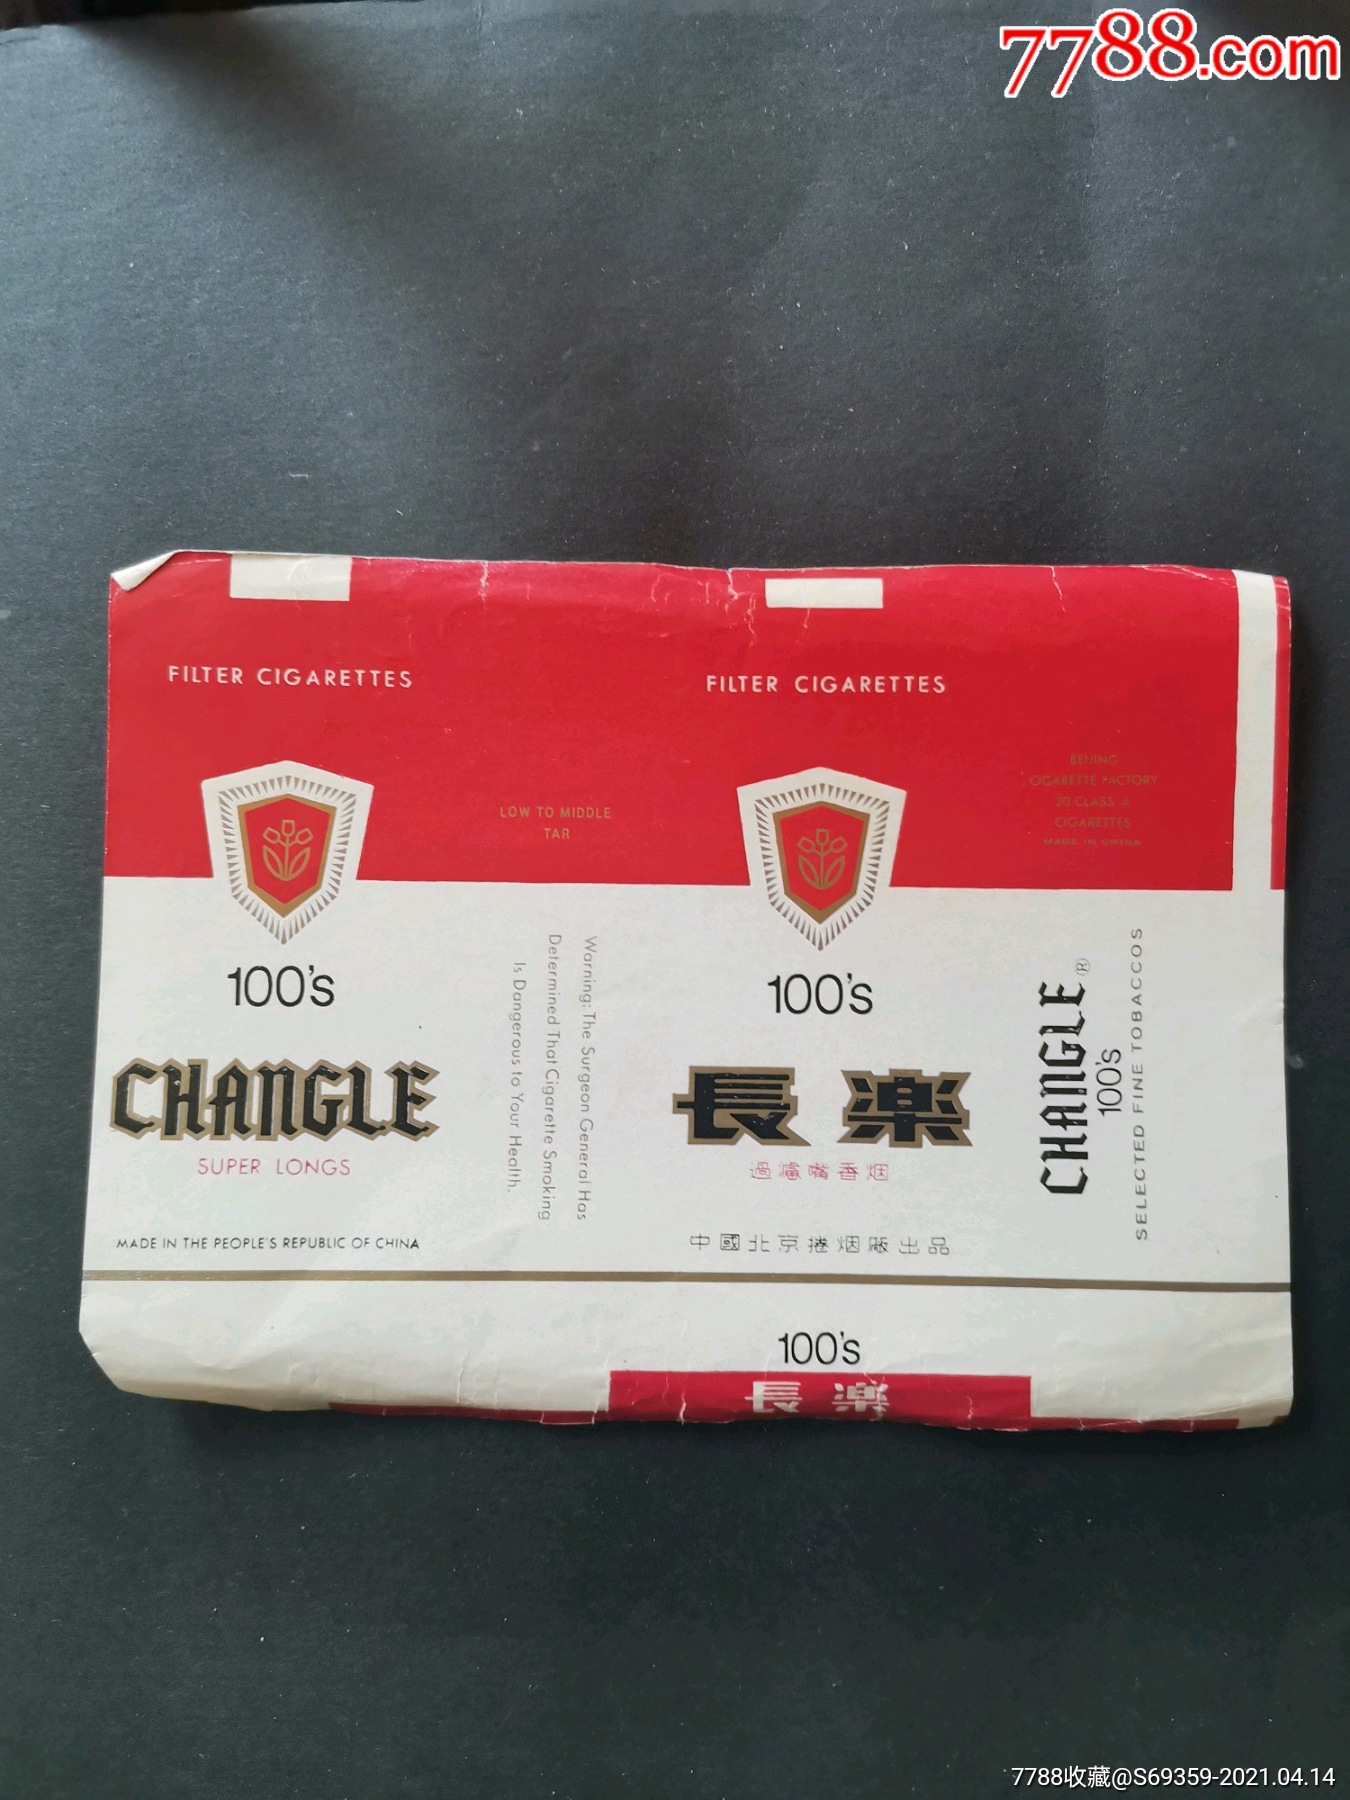 7788.com
FILTER CIGARETTES
100's
CHANGLE
SUPER LONGS
MADE IN THE PEOPLE'S REPUBLIC OF CHINA
LOW TO MIDDLE
TAR
Warning: The Surgeon General Has
Determined That Cigarette Smoking
Is Dangerous to Your Health.
FILTER CIGARETTES
100's
長楽
過濾嘴香烟
中國北京捲烟廠出品
100's
長楽
BEIJING
CIGARETTE FACTORY
20 CLASS A
CIGARETTES
MADE IN CHINA
CHANGLE®
100's
SELECTED FINE TOBACCOS
7788收藏@S69359-2021.04.14